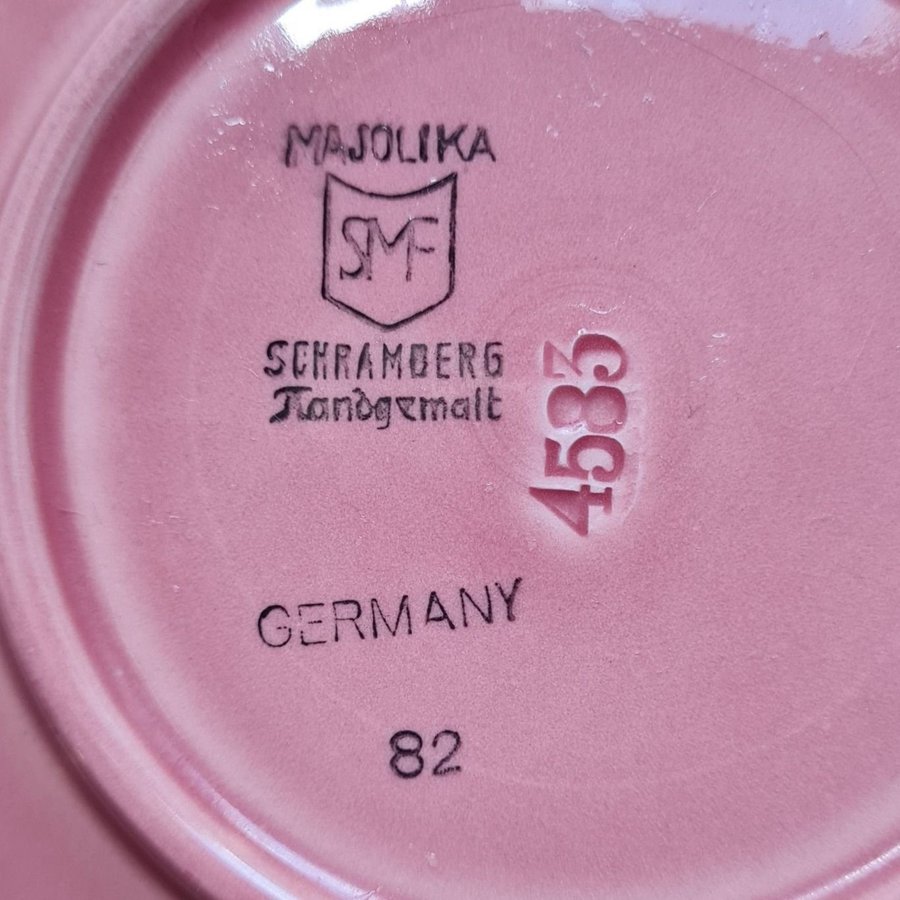 MAJOLIKA
SMF
SCHRAMBERG
Handgemalt
4583
GERMANY
82